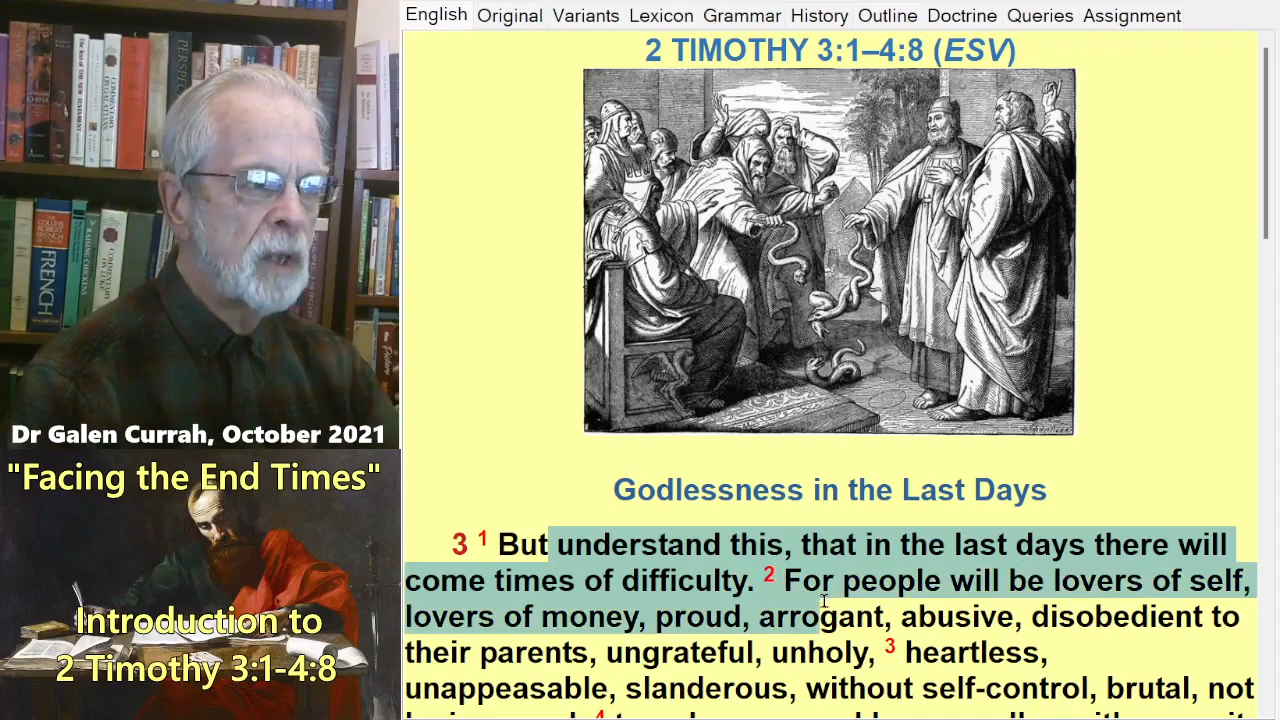 English Original Variants Lexicon Grammar History Outline Doctrine Queries Assignment
2 TIMOTHY 3:1–4:8 (ESV)
Godlessness in the Last Days
3 1 But understand this, that in the last days there will
come times of difficulty. 2 For people will be lovers of self,
lovers of money, proud, arrogant, abusive, disobedient to
their parents, ungrateful, unholy, 3 heartless,
unappeasable, slanderous, without self-control, brutal, not
Dr Galen Currah, October 2021
"Facing the End Times"
Introduction to
2 Timothy 3:1-4:8
FRENCH
RAISING CHICKENS